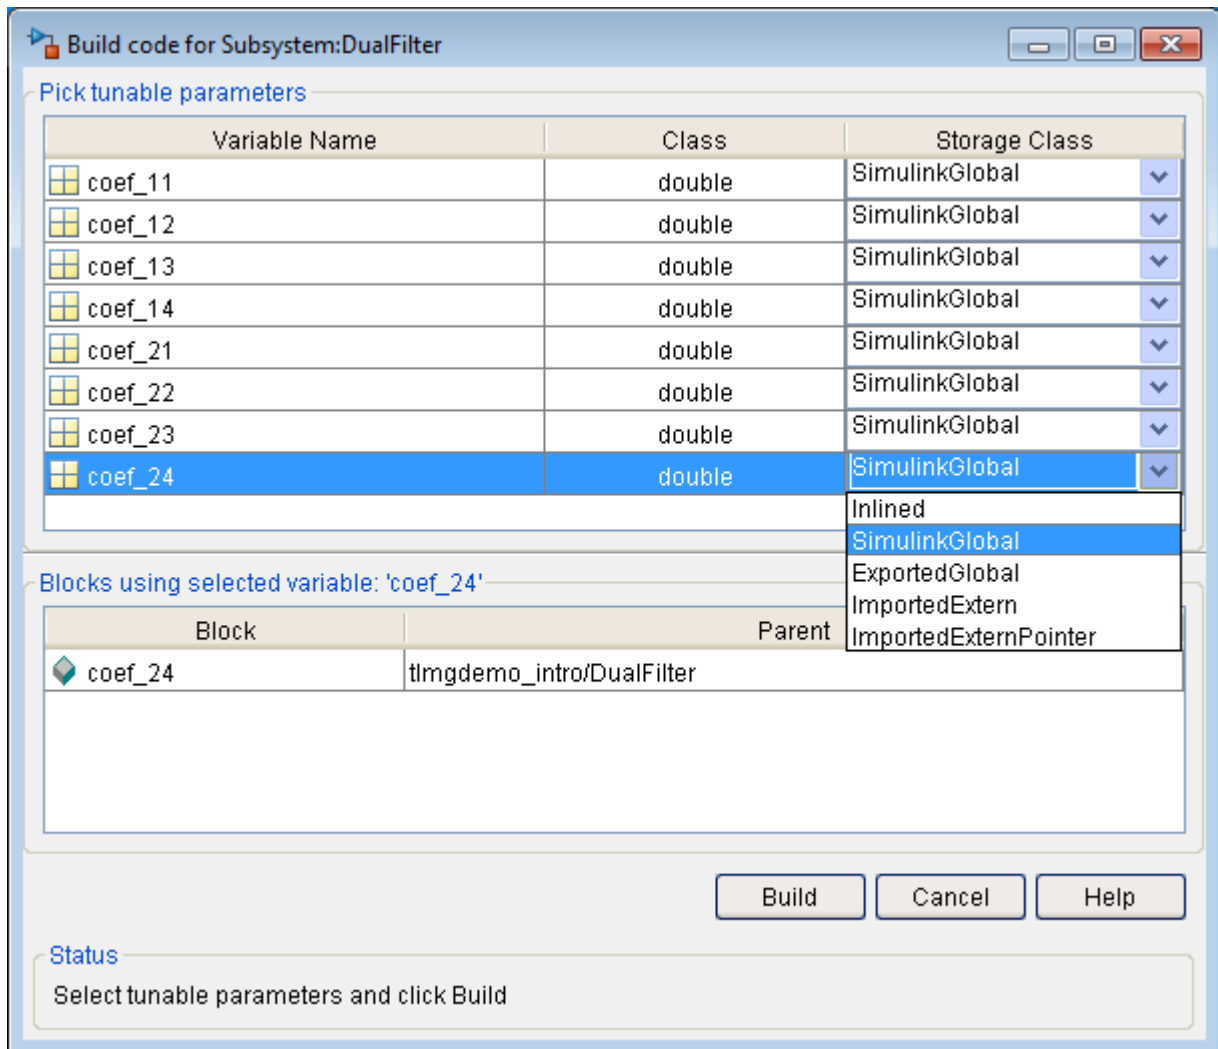 Build code for Subsystem:DualFilter
Pick tunable parameters
Variable Name Class Storage Class
coef_11 double SimulinkGlobal
coef_12 double SimulinkGlobal
coef_13 double SimulinkGlobal
coef_14 double SimulinkGlobal
coef_21 double SimulinkGlobal
coef_22 double SimulinkGlobal
coef_23 double SimulinkGlobal
coef_24 double SimulinkGlobal
Inlined
SimulinkGlobal
ExportedGlobal
ImportedExtern
ImportedExternPointer
Blocks using selected variable: 'coef_24'
Block Parent
coef_24 tlmgdemo_intro/DualFilter
Build Cancel Help
Status
Select tunable parameters and click Build